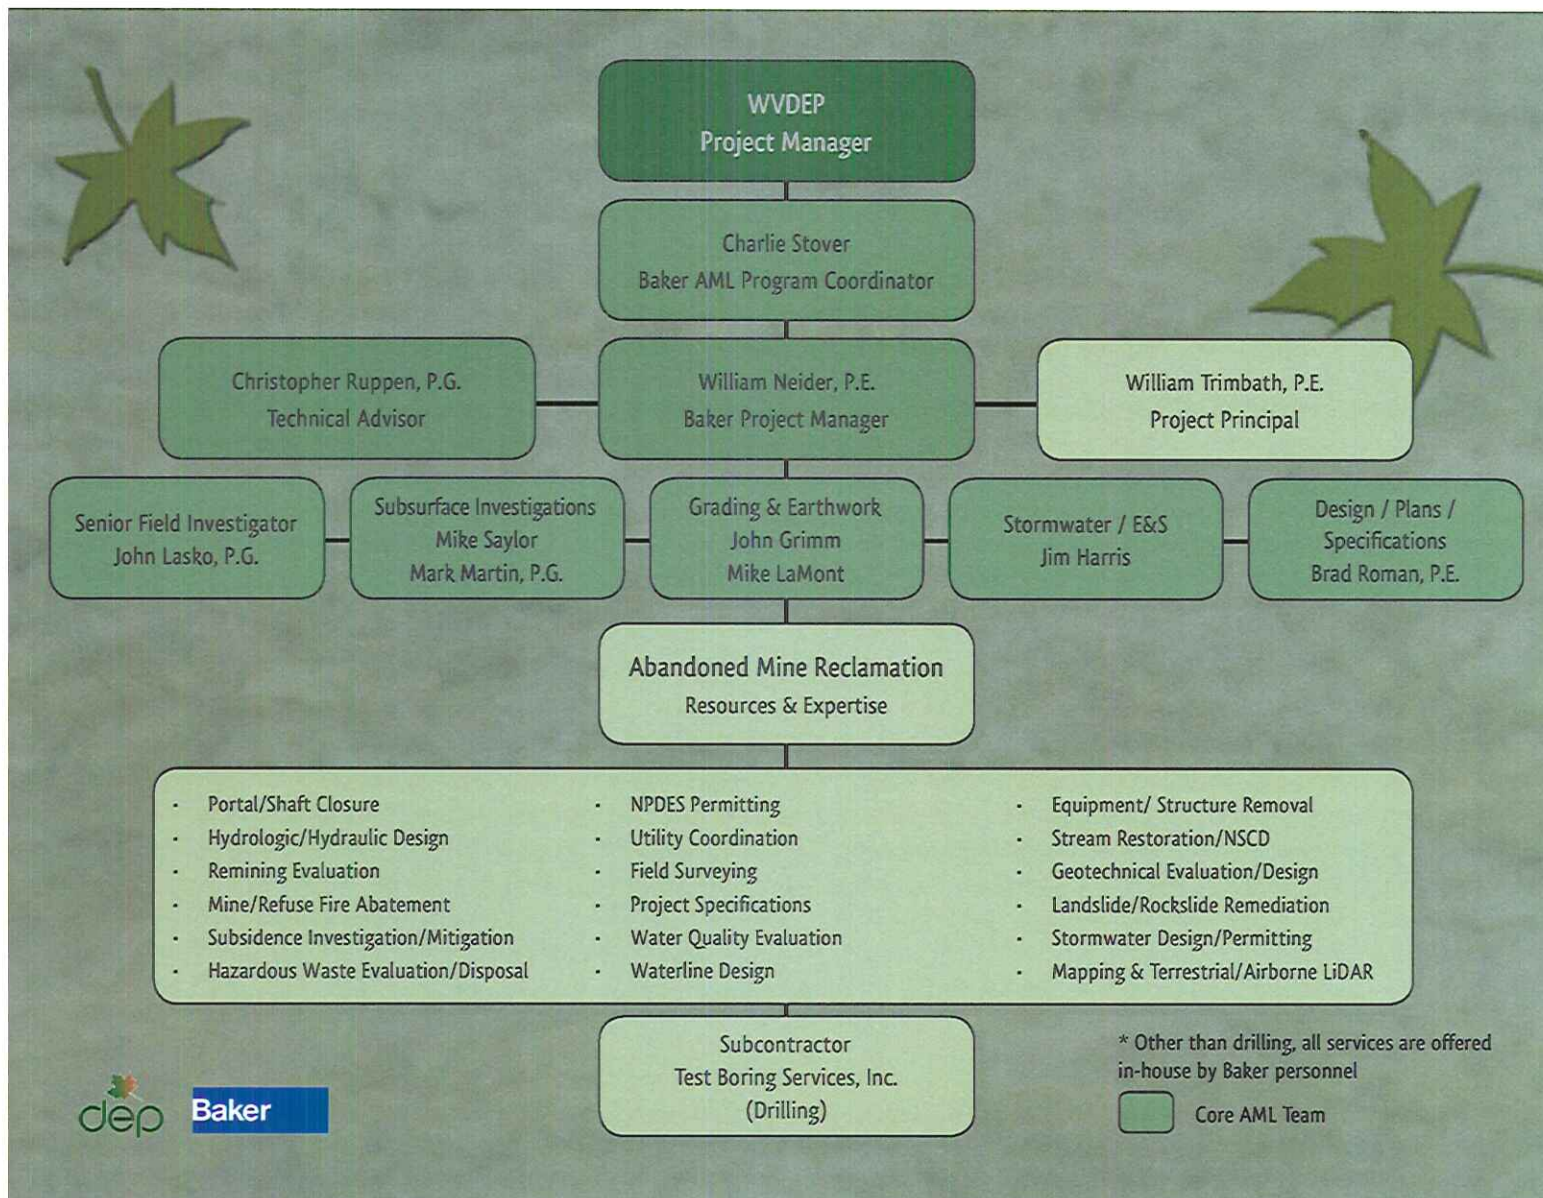 WVDEP
Project Manager
Charlie Stover
Baker AML Program Coordinator
Christopher Ruppen, P.G.
Technical Advisor
William Neider, P.E.
Baker Project Manager
William Trimbath, P.E.
Project Principal
Senior Field Investigator
John Lasko, P.G.
Subsurface Investigations
Mike Saylor
Mark Martin, P.G.
Grading & Earthwork
John Grimm
Mike LaMont
Stormwater / E&S
Jim Harris
Design / Plans /
Specifications
Brad Roman, P.E.
Abandoned Mine Reclamation
Resources & Expertise
· Portal/Shaft Closure
· Hydrologic/Hydraulic Design
· Remining Evaluation
· Mine/Refuse Fire Abatement
· Subsidence Investigation/Mitigation
· Hazardous Waste Evaluation/Disposal
· NPDES Permitting
· Utility Coordination
· Field Surveying
· Project Specifications
· Water Quality Evaluation
· Waterline Design
· Equipment/ Structure Removal
· Stream Restoration/NSCD
· Geotechnical Evaluation/Design
· Landslide/Rockslide Remediation
· Stormwater Design/Permitting
· Mapping & Terrestrial/Airborne LiDAR
Subcontractor
Test Boring Services, Inc.
(Drilling)
* Other than drilling, all services are offered
in-house by Baker personnel
Core AML Team
dep
Baker